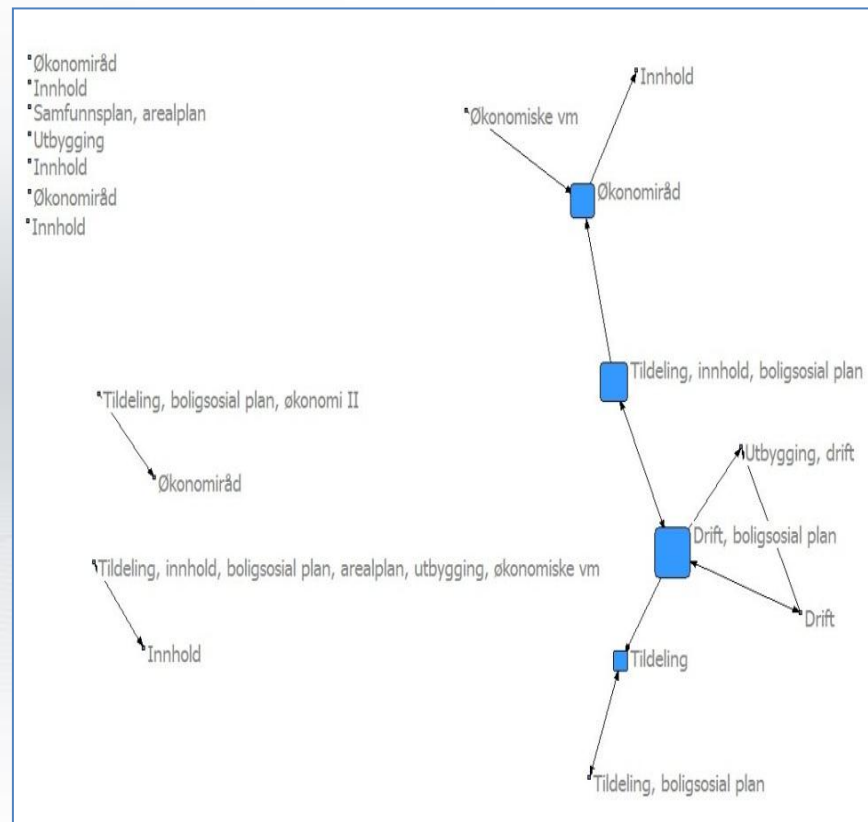 Økonomiråd
Innhold
Samfunnsplan, arealplan
Utbygging
Innhold
Økonomiråd
Innhold
Innhold
Økonomiske vm
Økonomiråd
Tildeling, innhold, boligsosial plan
Tildeling, boligsosial plan, økonomi II
Økonomiråd
Utbygging, drift
Drift, boligsosial plan
Tildeling, innhold, boligsosial plan, arealplan, utbygging, økonomiske vm
Drift
Innhold
Tildeling
Tildeling, boligsosial plan